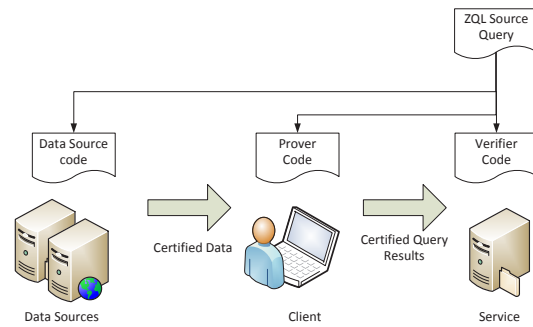 ZQL Source
Query
Data Source
code
Prover
Code
Verifier
Code
Certified Data
Certified Query
Results
Data Sources
Client
Service